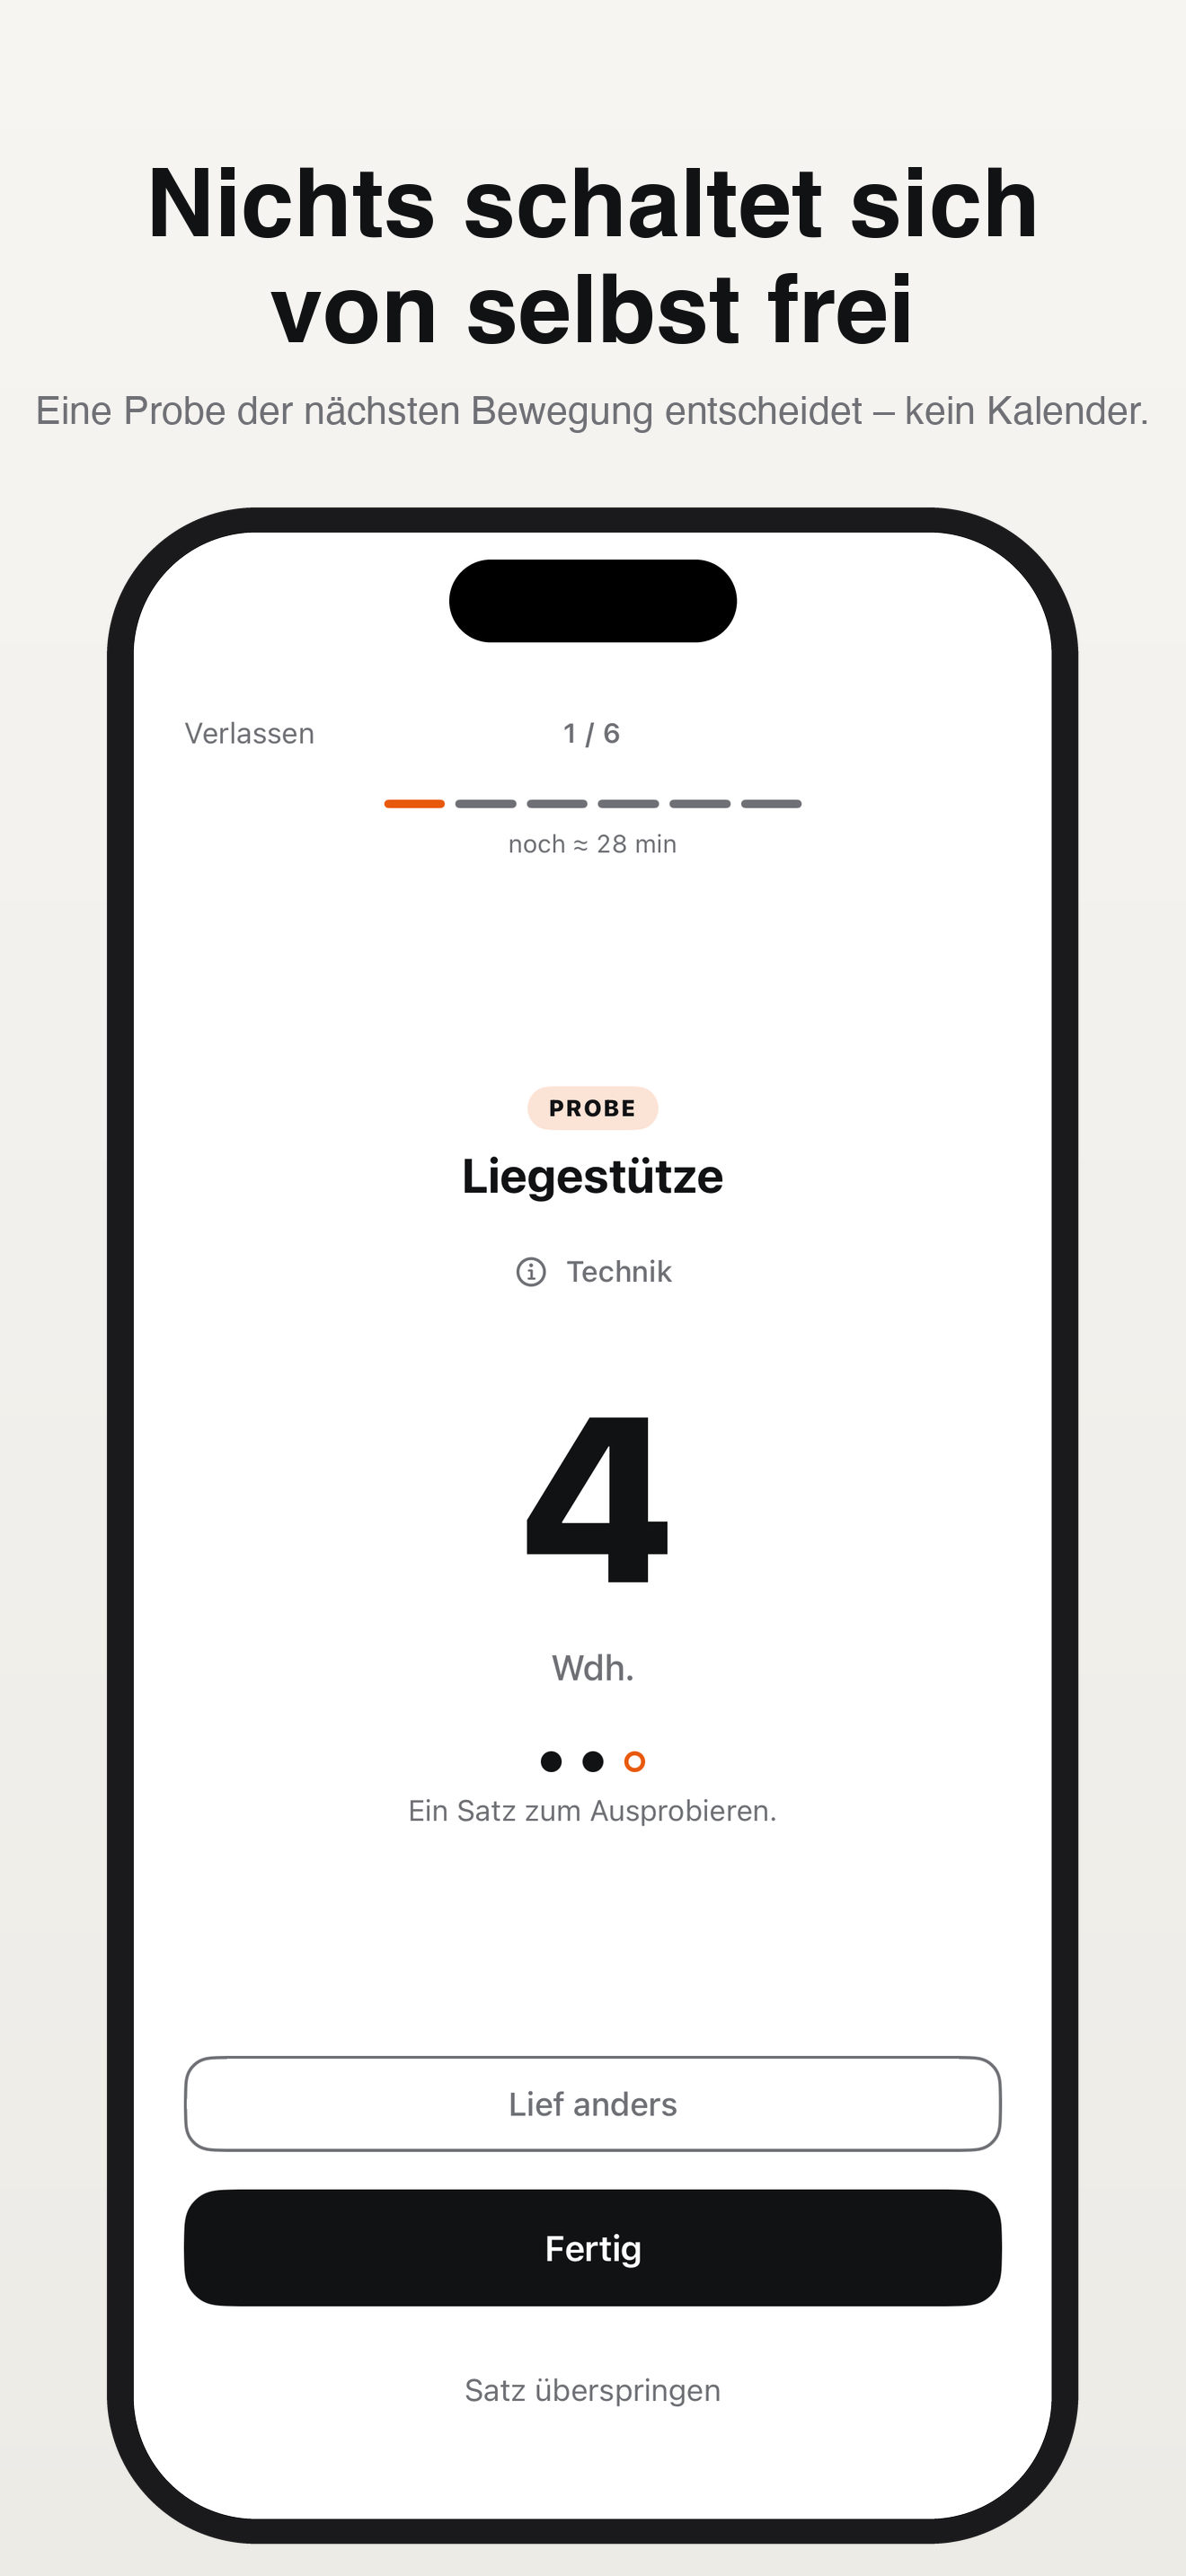 Nichts schaltet sich
von selbst frei
Eine Probe der nächsten Bewegung entscheidet – kein Kalender.
Verlassen
1 / 6
noch ≈ 28 min
PROBE
Liegestütze
Technik
4
Wdh.
Ein Satz zum Ausprobieren.
Lief anders
Fertig
Satz überspringen